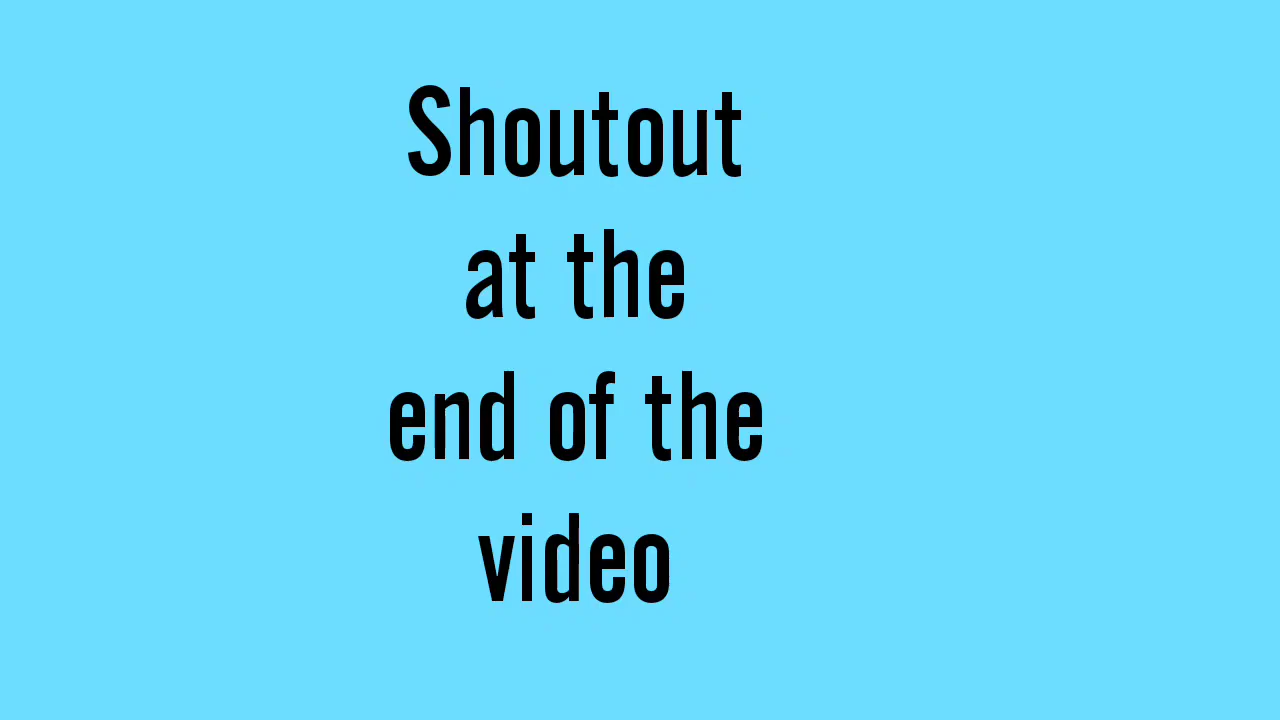 Shoutout
at the
end of the
video